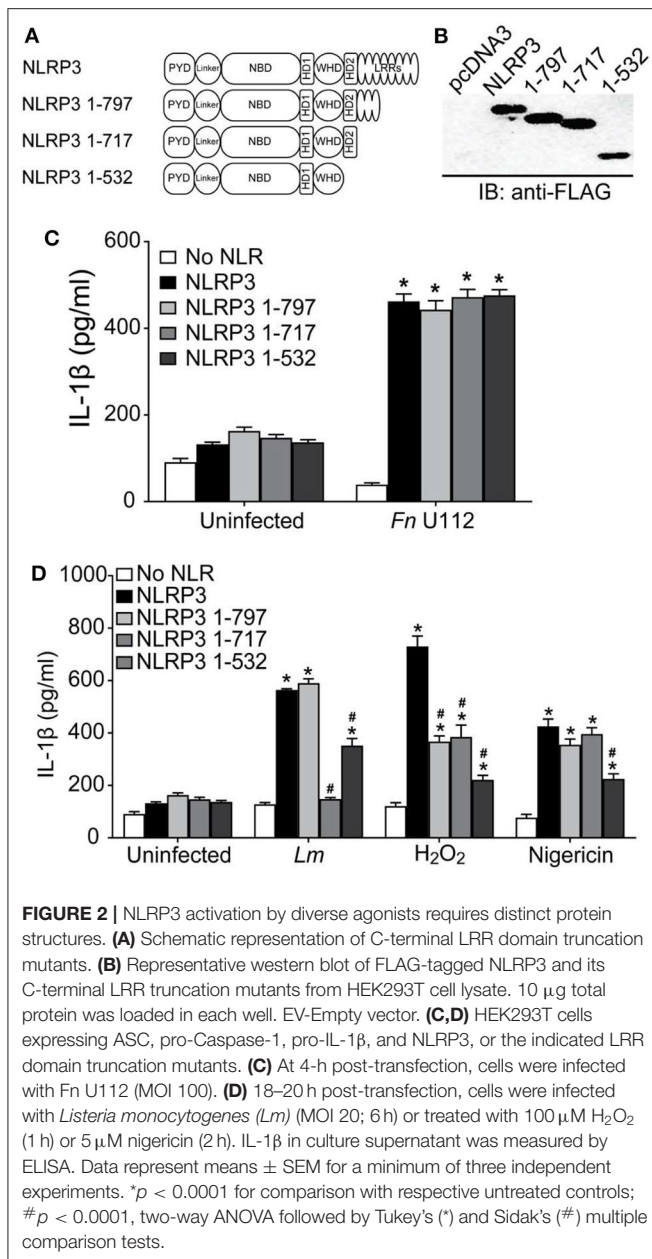 A
NLRP3
PYD Linker NBD HD1 WHD HD2 LRRs
NLRP3 1-797
PYD Linker NBD HD1 WHD HD2
NLRP3 1-717
PYD Linker NBD HD1 WHD HD2
NLRP3 1-532
PYD Linker NBD HD1 WHD
B
pcDNA3 NLRP3 1-797 1-717 1-532
IB: anti-FLAG
C
IL-1β (pg/ml)
600
400
200
0
No NLR
NLRP3
NLRP3 1-797
NLRP3 1-717
NLRP3 1-532
* * * *
Uninfected Fn U112
D
IL-1β (pg/ml)
1000
800
600
400
200
0
No NLR
NLRP3
NLRP3 1-797
NLRP3 1-717
NLRP3 1-532
* * # # *
* # * # * # *
* * * # *
Uninfected Lm H₂O₂ Nigericin
FIGURE 2 | NLRP3 activation by diverse agonists requires distinct protein
structures. (A) Schematic representation of C-terminal LRR domain truncation
mutants. (B) Representative western blot of FLAG-tagged NLRP3 and its
C-terminal LRR truncation mutants from HEK293T cell lysate. 10 μg total
protein was loaded in each well. EV-Empty vector. (C,D) HEK293T cells
expressing ASC, pro-Caspase-1, pro-IL-1β, and NLRP3, or the indicated LRR
domain truncation mutants. (C) At 4-h post-transfection, cells were infected
with Fn U112 (MOI 100). (D) 18–20 h post-transfection, cells were infected
with Listeria monocytogenes (Lm) (MOI 20; 6 h) or treated with 100 μM H₂O₂
(1 h) or 5 μM nigericin (2 h). IL-1β in culture supernatant was measured by
ELISA. Data represent means ± SEM for a minimum of three independent
experiments. *p < 0.0001 for comparison with respective untreated controls;
#p < 0.0001, two-way ANOVA followed by Tukey's (*) and Sidak's (#) multiple
comparison tests.